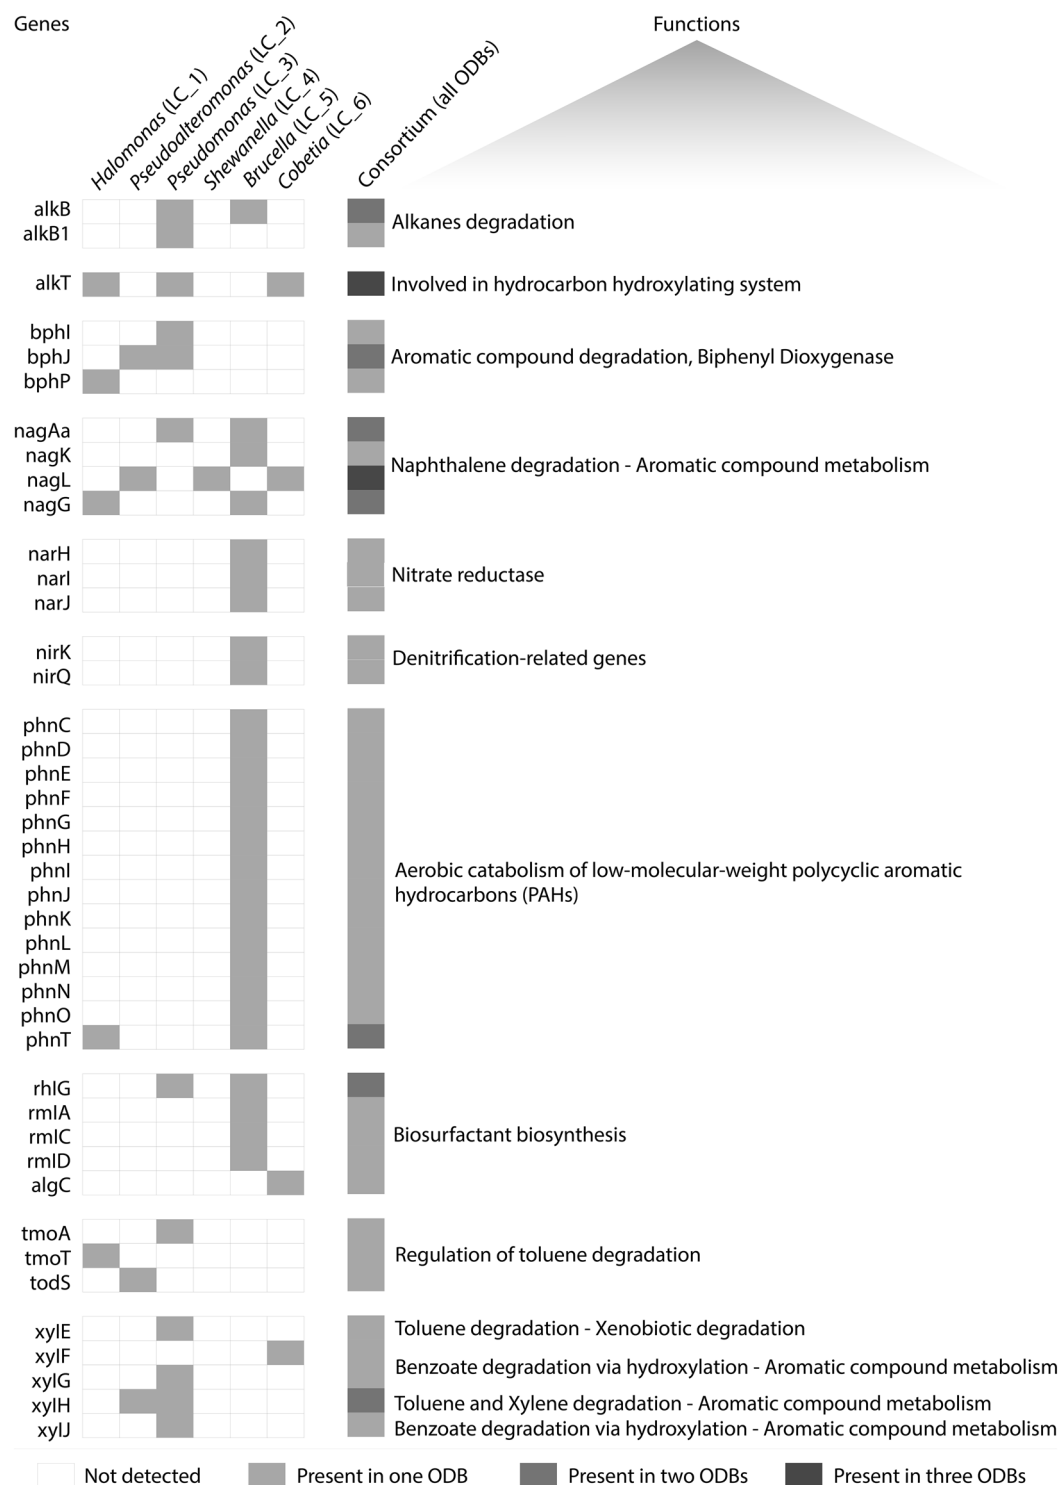 Genes
Functions
Halomonas (LC_1)
Pseudoalteromonas (LC_2)
Pseudomonas (LC_3)
Shewanella (LC_4)
Brucella (LC_5)
Cobetia (LC_6)
Consortium (all ODBs)
alkB
alkB1
Alkanes degradation
alkT
Involved in hydrocarbon hydroxylating system
bphI
bphJ
bphP
Aromatic compound degradation, Biphenyl Dioxygenase
nagAa
nagK
nagL
nagG
Naphthalene degradation - Aromatic compound metabolism
narH
narI
narJ
Nitrate reductase
nirK
nirQ
Denitrification-related genes
phnC
phnD
phnE
phnF
phnG
phnH
phnI
phnJ
phnK
phnL
phnM
phnN
phnO
phnT
Aerobic catabolism of low-molecular-weight polycyclic aromatic
hydrocarbons (PAHs)
rhlG
rmlA
rmlC
rmlD
algC
Biosurfactant biosynthesis
tmoA
tmoT
todS
Regulation of toluene degradation
xylE
xylF
xylG
xylH
xylJ
Toluene degradation - Xenobiotic degradation
Benzoate degradation via hydroxylation - Aromatic compound metabolism
Toluene and Xylene degradation - Aromatic compound metabolism
Benzoate degradation via hydroxylation - Aromatic compound metabolism
Not detected
Present in one ODB
Present in two ODBs
Present in three ODBs